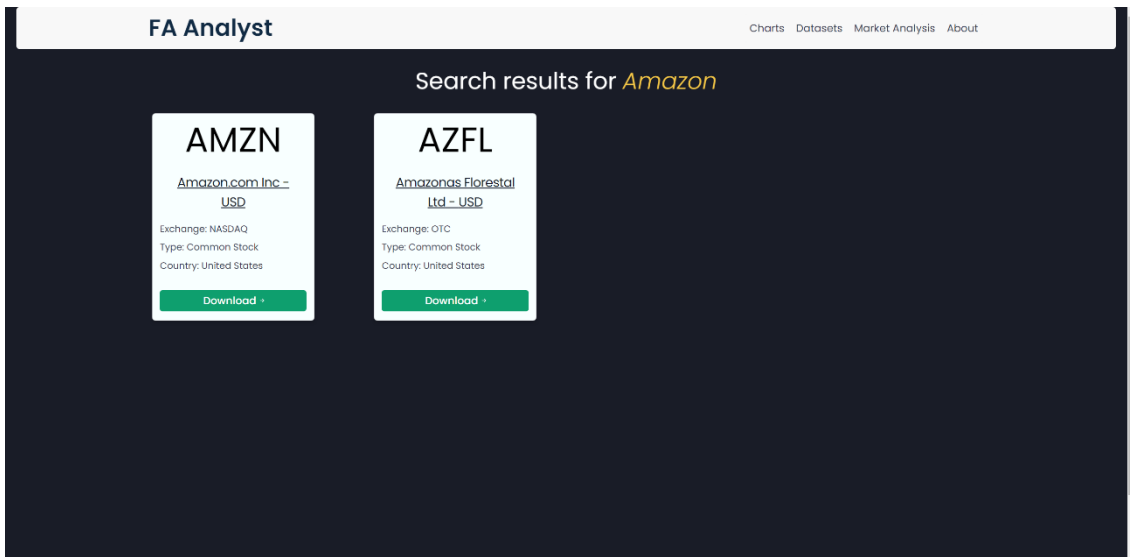 FA Analyst
Charts Datasets Market Analysis About
Search results for Amazon
AMZN
Amazon.com Inc -
USD
Exchange: NASDAQ
Type: Common Stock
Country: United States
Download →
AZFL
Amazonas Florestal
Ltd - USD
Exchange: OTC
Type: Common Stock
Country: United States
Download →